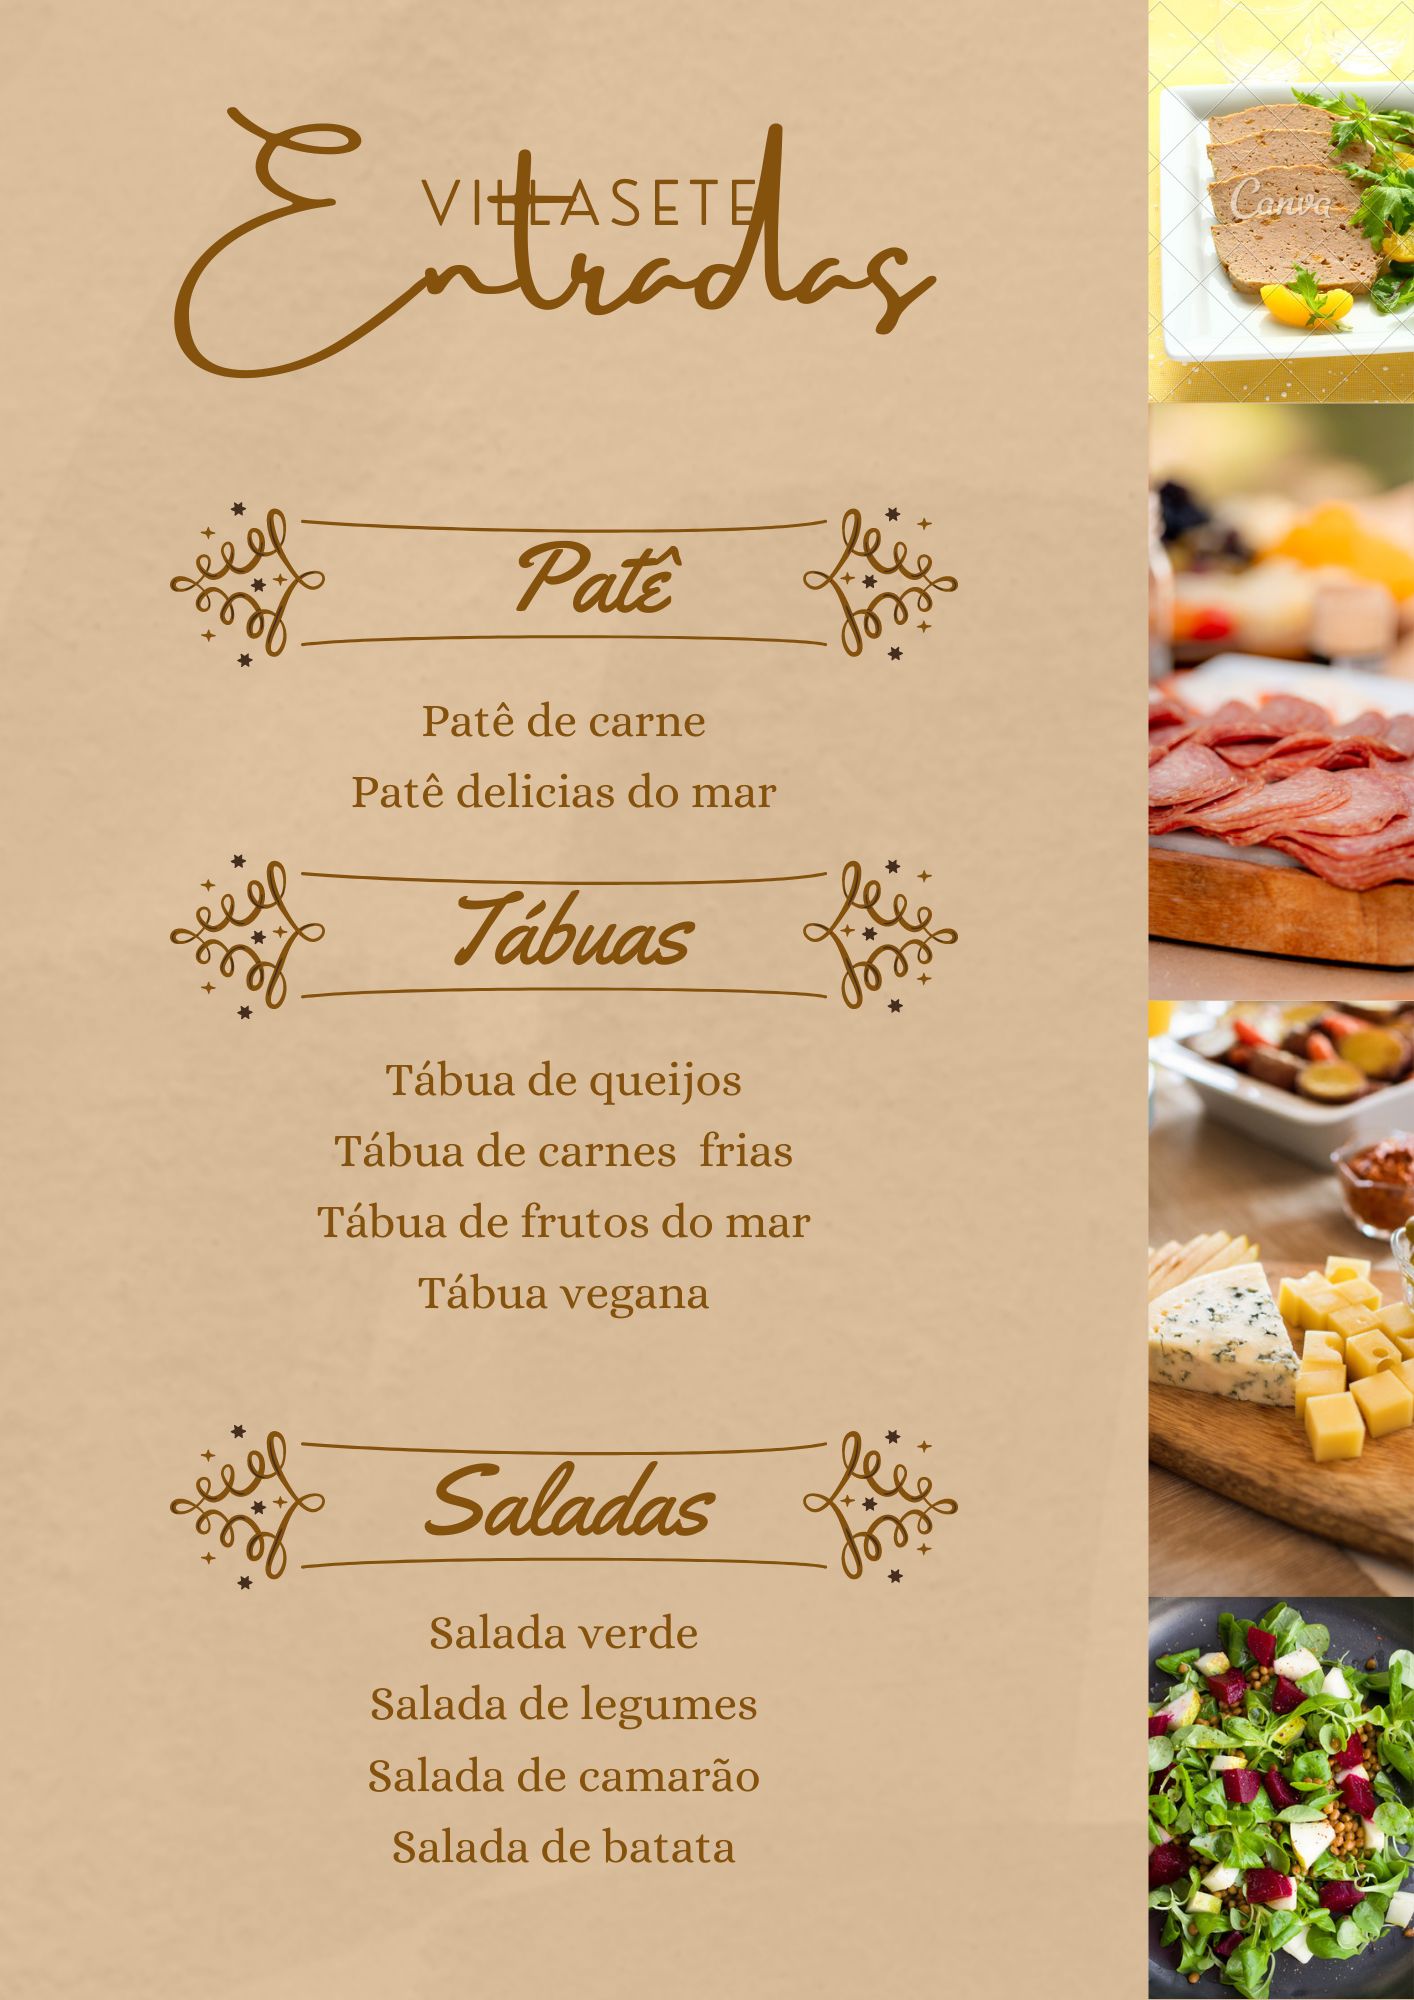 VILLASETE
Entradas
Canva
Patê
Patê de carne
Patê delicias do mar
Tábuas
Tábua de queijos
Tábua de carnes  frias
Tábua de frutos do mar
Tábua vegana
Saladas
Salada verde
Salada de legumes
Salada de camarão
Salada de batata